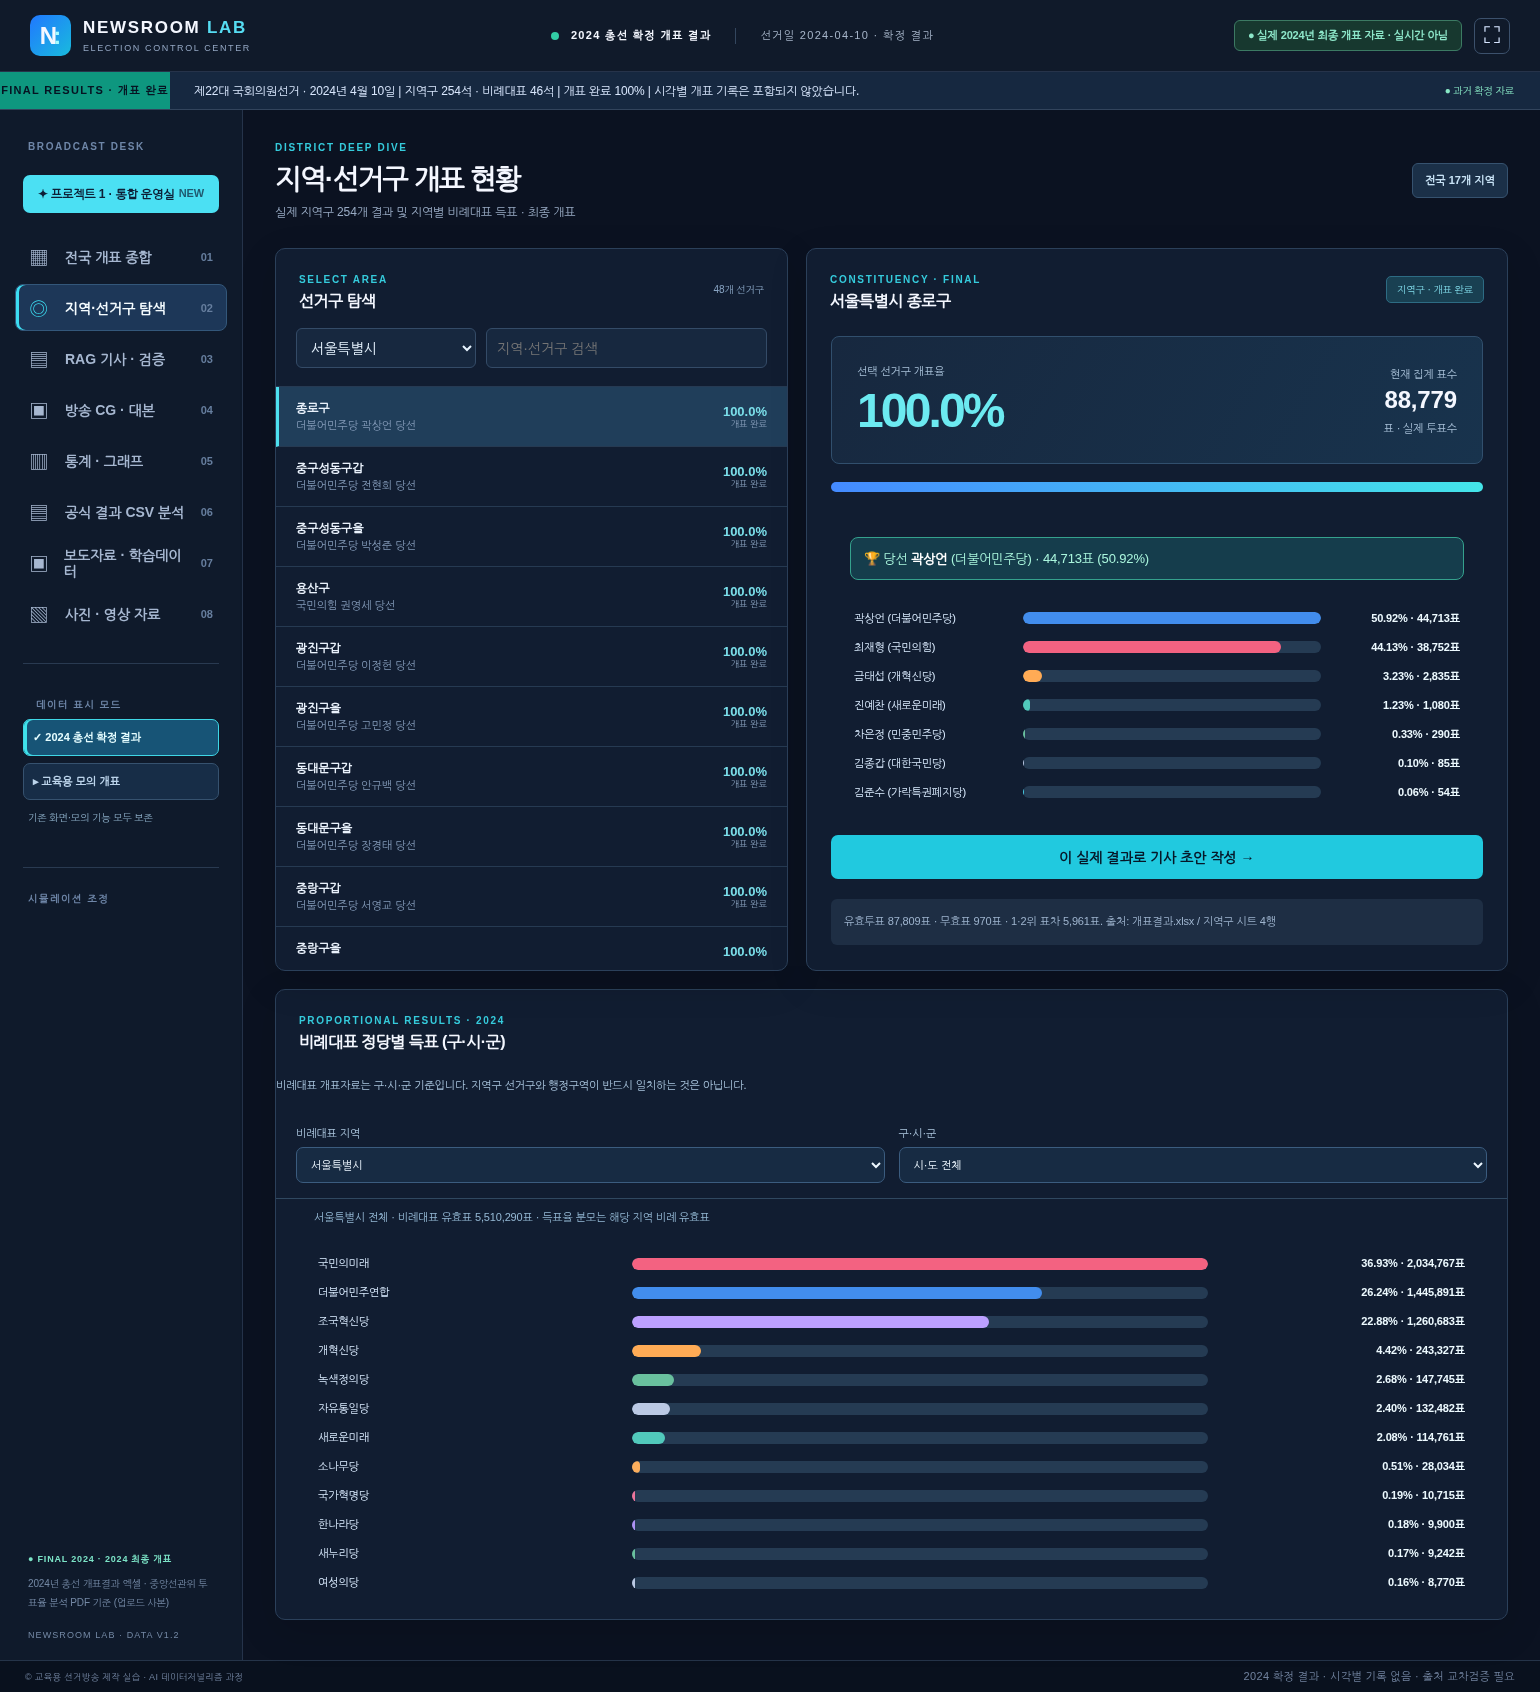 NEWSROOM LAB
ELECTION CONTROL CENTER
2024 총선 확정 개표 결과
선거일 2024-04-10 · 확정 결과
● 실제 2024년 최종 개표 자료 · 실시간 아님
FINAL RESULTS · 개표 완료
제22대 국회의원선거 · 2024년 4월 10일 | 지역구 254석 · 비례대표 46석 | 개표 완료 100% | 시각별 개표 기록은 포함되지 않았습니다.
● 과거 확정 자료
BROADCAST DESK
✦ 프로젝트 1 · 통합 운영실 NEW
전국 개표 종합 01
지역·선거구 탐색 02
RAG 기사 · 검증 03
방송 CG · 대본 04
통계 · 그래프 05
공식 결과 CSV 분석 06
보도자료 · 학습데이
터 07
사진 · 영상 자료 08
데이터 표시 모드
✓ 2024 총선 확정 결과
▸ 교육용 모의 개표
기존 화면·모의 기능 모두 보존
시뮬레이션 조정
● FINAL 2024 · 2024 최종 개표
2024년 총선 개표결과 엑셀 · 중앙선관위 투
표율 분석 PDF 기준 (업로드 사본)
NEWSROOM LAB · DATA V1.2
DISTRICT DEEP DIVE
지역·선거구 개표 현황
실제 지역구 254개 결과 및 지역별 비례대표 득표 · 최종 개표
전국 17개 지역
SELECT AREA
선거구 탐색
48개 선거구
서울특별시
지역·선거구 검색
종로구
더불어민주당 곽상언 당선
100.0%
개표 완료
중구성동구갑
더불어민주당 전현희 당선
100.0%
개표 완료
중구성동구을
더불어민주당 박성준 당선
100.0%
개표 완료
용산구
국민의힘 권영세 당선
100.0%
개표 완료
광진구갑
더불어민주당 이정헌 당선
100.0%
개표 완료
광진구을
더불어민주당 고민정 당선
100.0%
개표 완료
동대문구갑
더불어민주당 안규백 당선
100.0%
개표 완료
동대문구을
더불어민주당 장경태 당선
100.0%
개표 완료
중랑구갑
더불어민주당 서영교 당선
100.0%
개표 완료
중랑구을
100.0%
CONSTITUENCY · FINAL
서울특별시 종로구
지역구 · 개표 완료
선택 선거구 개표율
100.0%
현재 집계 표수
88,779
표 · 실제 투표수
🏆 당선 곽상언 (더불어민주당) · 44,713표 (50.92%)
곽상언 (더불어민주당) 50.92% · 44,713표
최재형 (국민의힘) 44.13% · 38,752표
금태섭 (개혁신당) 3.23% · 2,835표
진예찬 (새로운미래) 1.23% · 1,080표
차은정 (민중민주당) 0.33% · 290표
김종갑 (대한국민당) 0.10% · 85표
김준수 (가락특권폐지당) 0.06% · 54표
이 실제 결과로 기사 초안 작성 →
유효투표 87,809표 · 무효표 970표 · 1·2위 표차 5,961표. 출처: 개표결과.xlsx / 지역구 시트 4행
PROPORTIONAL RESULTS · 2024
비례대표 정당별 득표 (구·시·군)
비례대표 개표자료는 구·시·군 기준입니다. 지역구 선거구와 행정구역이 반드시 일치하는 것은 아닙니다.
비례대표 지역
서울특별시
구·시·군
시·도 전체
서울특별시 전체 · 비례대표 유효표 5,510,290표 · 득표율 분모는 해당 지역 비례 유효표
국민의미래 36.93% · 2,034,767표
더불어민주연합 26.24% · 1,445,891표
조국혁신당 22.88% · 1,260,683표
개혁신당 4.42% · 243,327표
녹색정의당 2.68% · 147,745표
자유통일당 2.40% · 132,482표
새로운미래 2.08% · 114,761표
소나무당 0.51% · 28,034표
국가혁명당 0.19% · 10,715표
한나라당 0.18% · 9,900표
새누리당 0.17% · 9,242표
여성의당 0.16% · 8,770표
© 교육용 선거방송 제작 실습 · AI 데이터저널리즘 과정
2024 확정 결과 · 시각별 기록 없음 · 출처 교차검증 필요